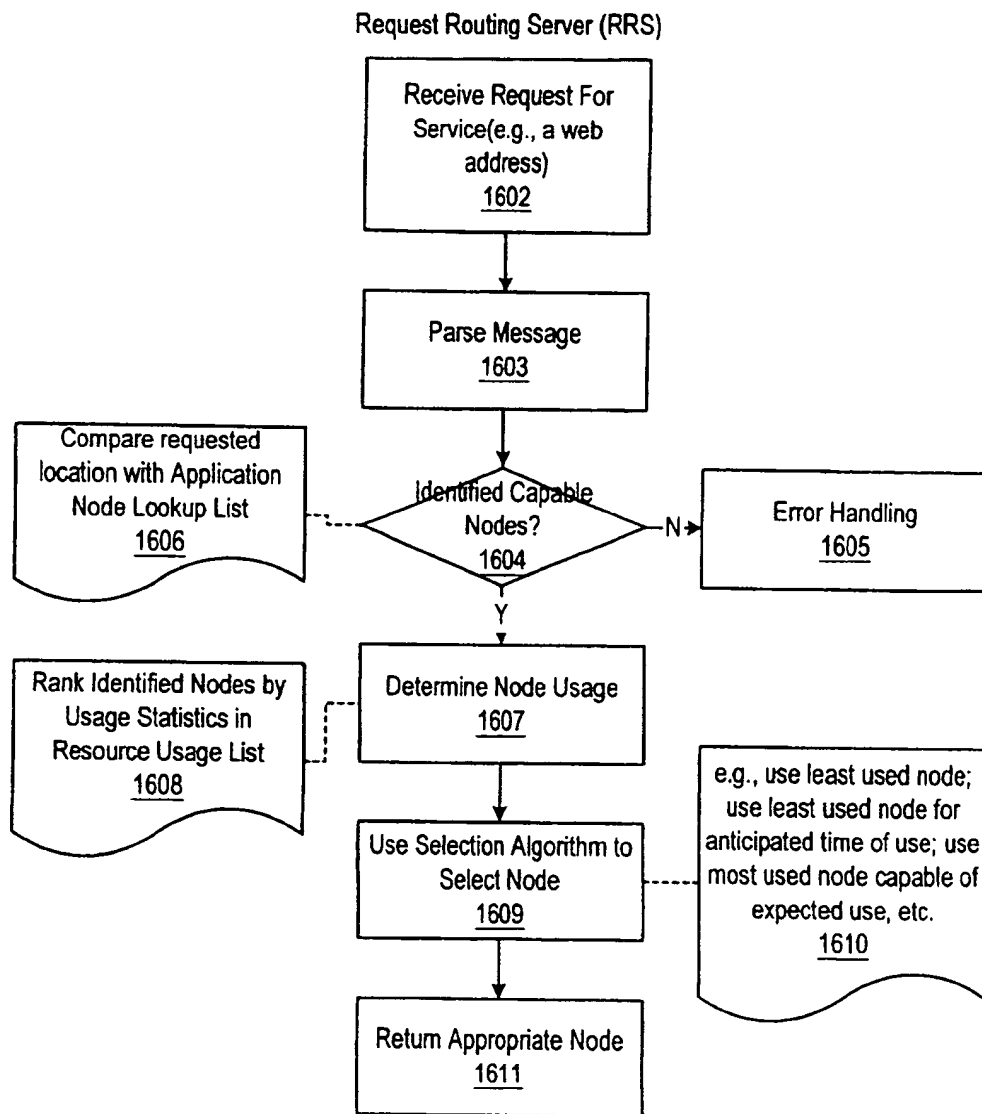 Request Routing Server (RRS)
Receive Request For
Service(e.g., a web
address)
1602
Parse Message
1603
Compare requested
location with Application
Node Lookup List
1606
Identified Capable
Nodes?
1604
N
Error Handling
1605
Y
Rank Identified Nodes by
Usage Statistics in
Resource Usage List
1608
Determine Node Usage
1607
e.g., use least used node;
use least used node for
anticipated time of use; use
most used node capable of
expected use, etc.
1610
Use Selection Algorithm to
Select Node
1609
Return Appropriate Node
1611